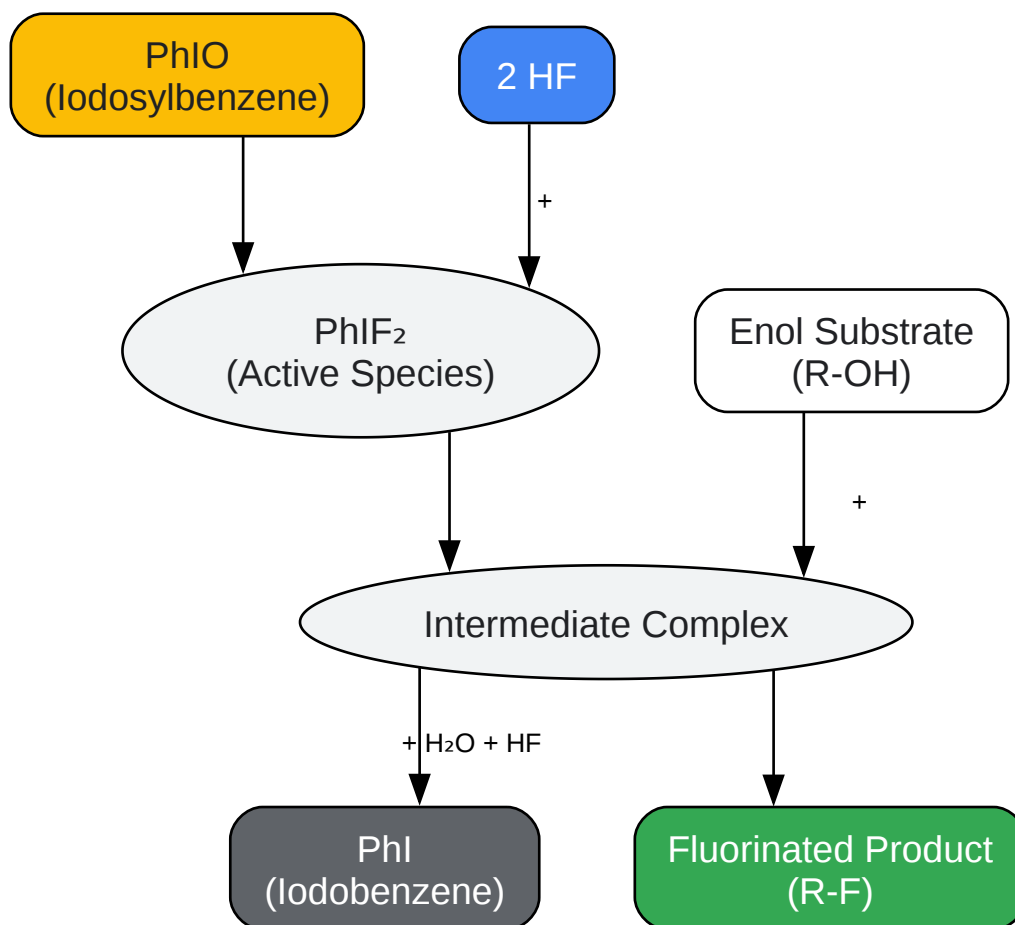 PhIO
(Iodosylbenzene)
2 HF
+
PhIF₂
(Active Species)
Enol Substrate
(R-OH)
+
Intermediate Complex
+ H₂O + HF
PhI
(Iodobenzene)
Fluorinated Product
(R-F)